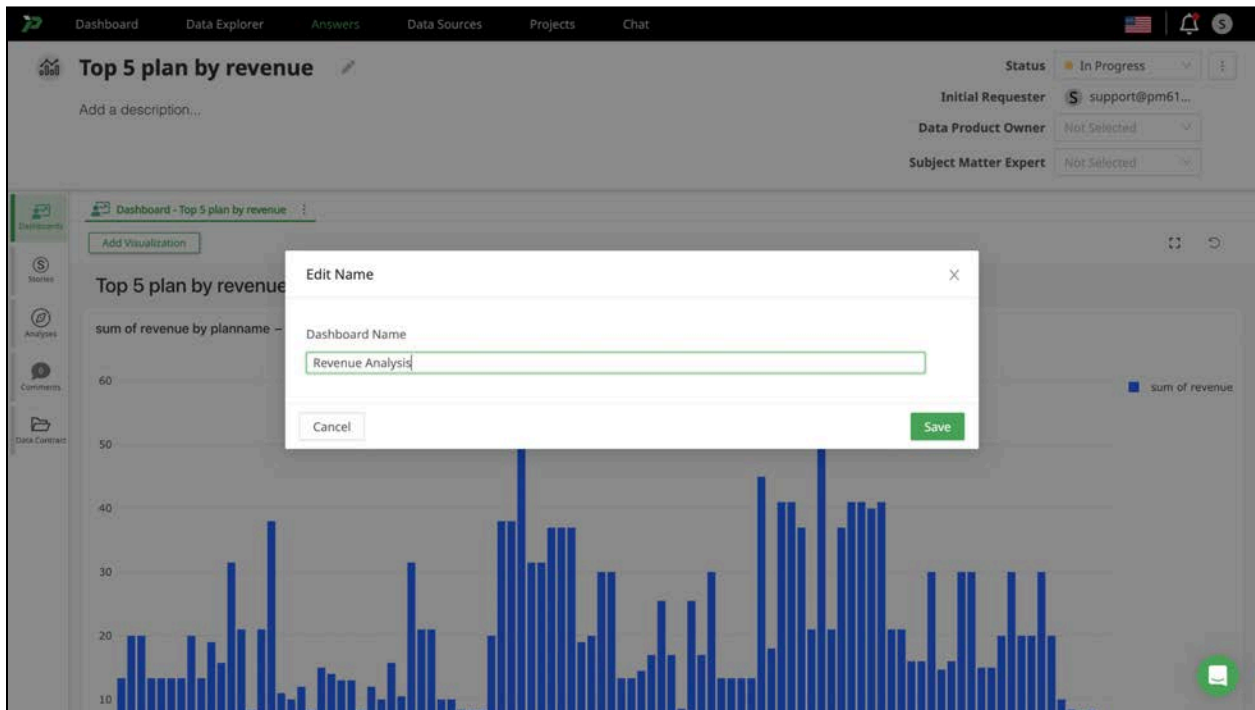 Dashboard Data Explorer Answers Data Sources Projects Chat S
Top 5 plan by revenue
Add a description...
Status In Progress
Initial Requester S support@pm61...
Data Product Owner Not Selected
Subject Matter Expert Not Selected
Dashboards
Stories
Analyses
Comments
Data Contract
Dashboard - Top 5 plan by revenue
Add Visualization
Top 5 plan by revenue
sum of revenue by planname –
Edit Name
Dashboard Name
Revenue Analysis
Cancel Save
sum of revenue
60
50
40
30
20
10